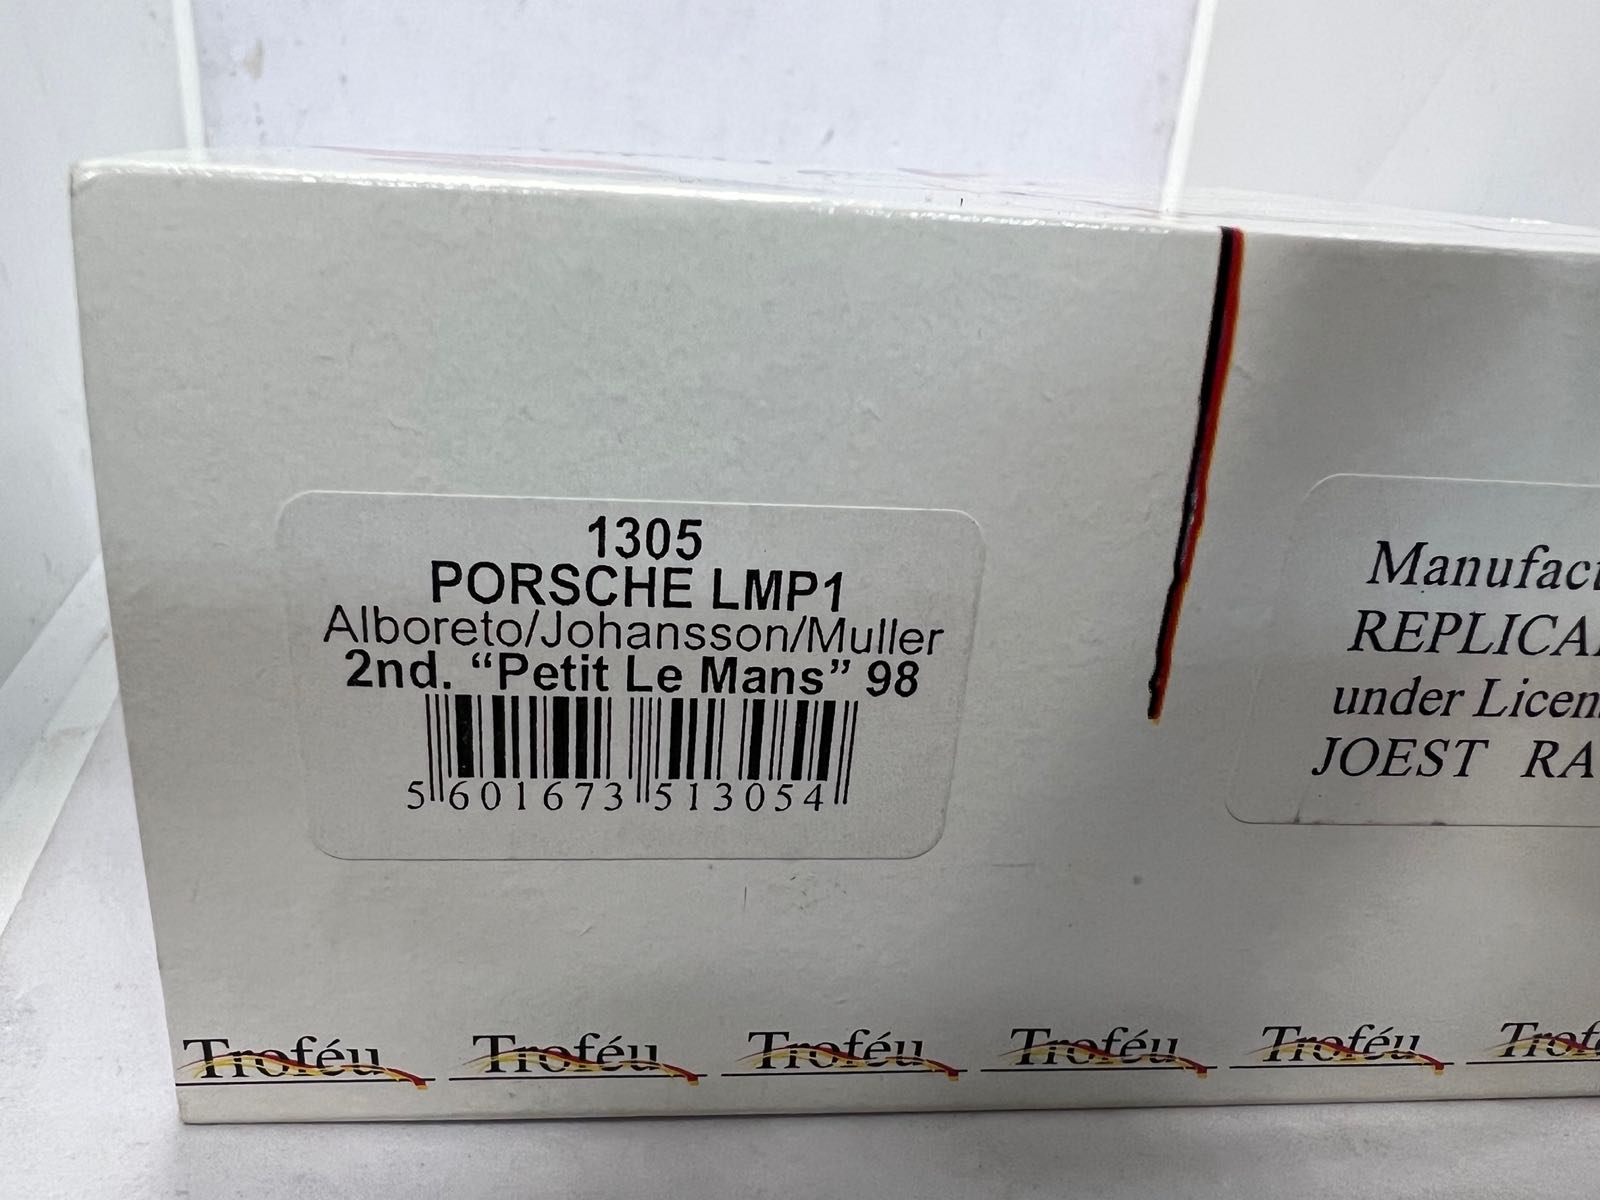 1305
PORSCHE LMP1
Alboreto/Johansson/Muller
2nd. “Petit Le Mans” 98
5 601673 513054
Manufact
REPLICA
under Licen
JOEST RA
Troféu Troféu Troféu Troféu Troféu Trofé